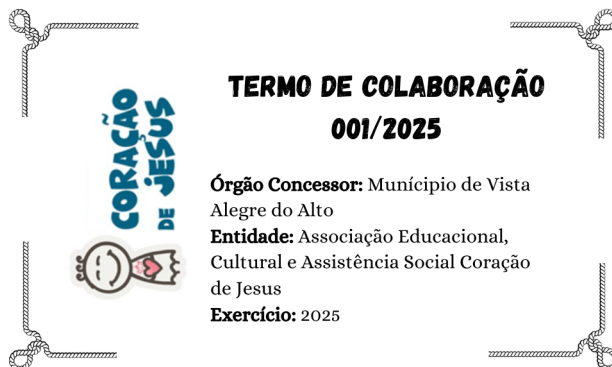 CORAÇÃO
DE JESUS
TERMO DE COLABORAÇÃO
001/2025
Órgão Concessor: Munícipio de Vista
Alegre do Alto
Entidade: Associação Educacional,
Cultural e Assistência Social Coração
de Jesus
Exercício: 2025